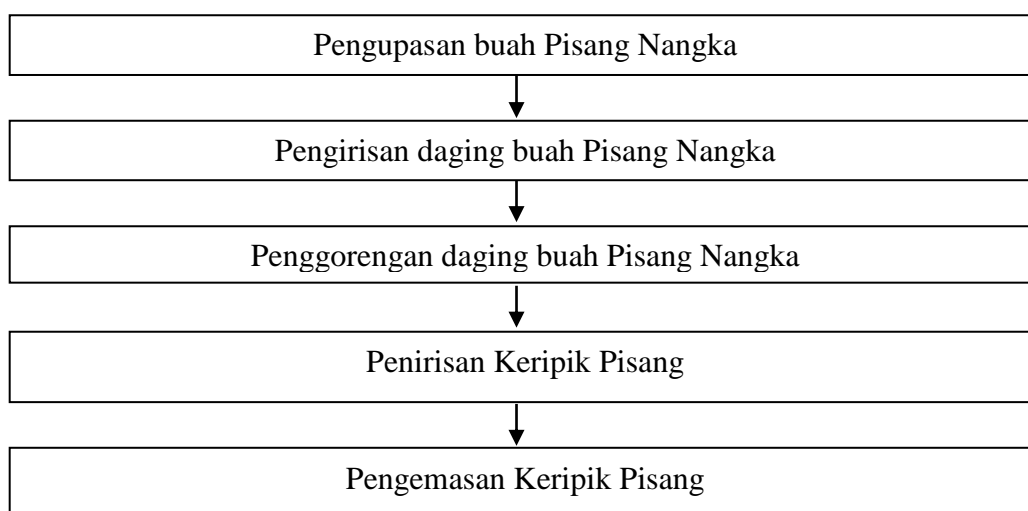 Pengupasan buah Pisang Nangka
Pengirisan daging buah Pisang Nangka
Penggorengan daging buah Pisang Nangka
Penirisan Keripik Pisang
Pengemasan Keripik Pisang